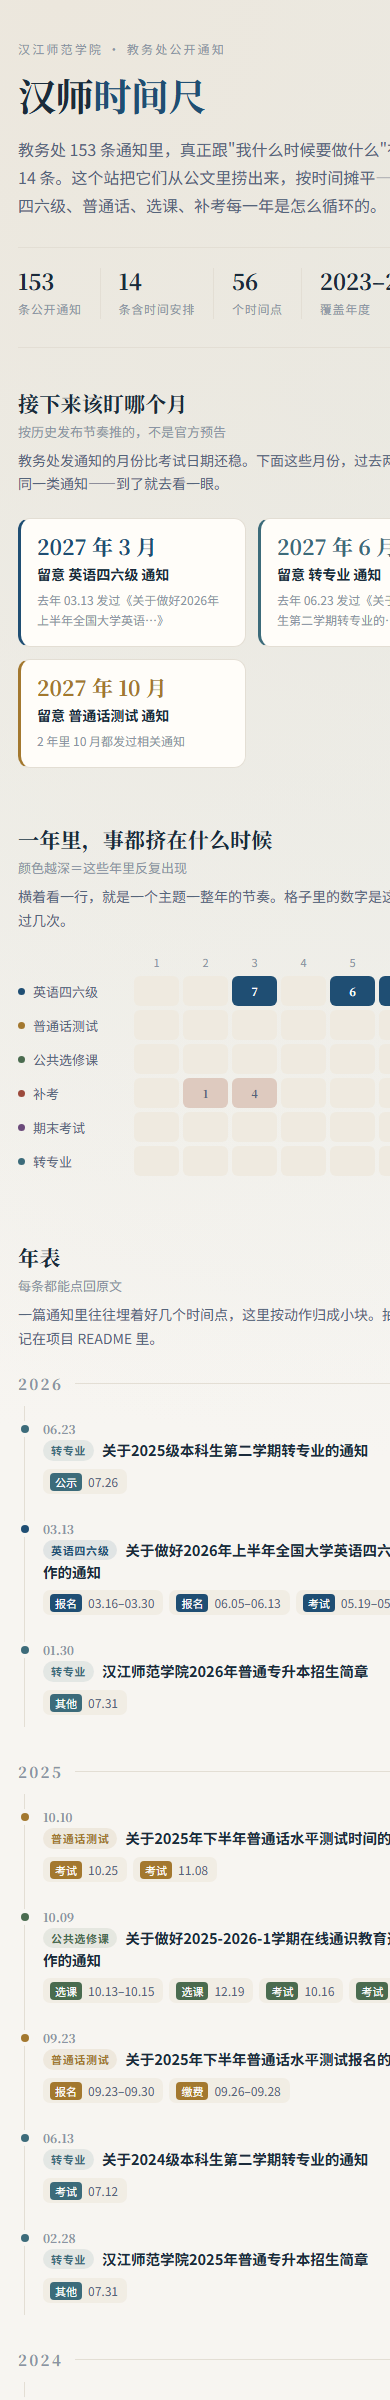 汉江师范学院 · 教务处公开通知
汉师时间尺
教务处 153 条通知里，真正跟"我什么时候要做什么"
14 条。这个站把它们从公文里捞出来，按时间摊平—
四六级、普通话、选课、补考每一年是怎么循环的。
153 14 56 2023–2
条公开通知 条含时间安排 个时间点 覆盖年度
接下来该盯哪个月
按历史发布节奏推的，不是官方预告
教务处发通知的月份比考试日期还稳。下面这些月份，过去两
同一类通知——到了就去看一眼。
2027 年 3 月
留意 英语四六级 通知
去年 03.13 发过《关于做好2026年
上半年全国大学英语…》
2027 年 6 月
留意 转专业 通知
去年 06.23 发过《关于
生第二学期转专业的
2027 年 10 月
留意 普通话测试 通知
2 年里 10 月都发过相关通知
一年里，事都挤在什么时候
颜色越深＝这些年里反复出现
横着看一行，就是一个主题一整年的节奏。格子里的数字是这
过几次。
1 2 3 4 5
英语四六级 7 6
普通话测试
公共选修课
补考 1 4
期末考试
转专业
年表
每条都能点回原文
一篇通知里往往埋着好几个时间点，这里按动作归成小块。抽
记在项目 README 里。
2026
06.23
转专业 关于2025级本科生第二学期转专业的通知
公示 07.26
03.13
英语四六级 关于做好2026年上半年全国大学英语四六
作的通知
报名 03.16–03.30 报名 06.05–06.13 考试 05.19–05
01.30
转专业 汉江师范学院2026年普通专升本招生简章
其他 07.31
2025
10.10
普通话测试 关于2025年下半年普通话水平测试时间的
考试 10.25 考试 11.08
10.09
公共选修课 关于做好2025-2026-1学期在线通识教育
作的通知
选课 10.13–10.15 选课 12.19 考试 10.16 考试
09.23
普通话测试 关于2025年下半年普通话水平测试报名的
报名 09.23–09.30 缴费 09.26–09.28
06.13
转专业 关于2024级本科生第二学期转专业的通知
考试 07.12
02.28
转专业 汉江师范学院2025年普通专升本招生简章
其他 07.31
2024